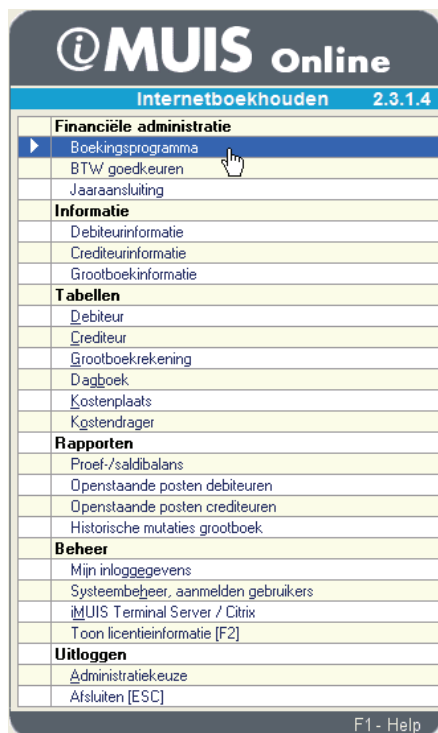 iMUIS Online
Internetboekhouden 2.3.1.4
Financiële administratie
Boekingsprogramma
BTW goedkeuren
Jaaraansluiting
Informatie
Debiteurinformatie
Crediteurinformatie
Grootboekinformatie
Tabellen
Debiteur
Crediteur
Grootboekrekening
Dagboek
Kostenplaats
Kostendrager
Rapporten
Proef-/saldibalans
Openstaande posten debiteuren
Openstaande posten crediteuren
Historische mutaties grootboek
Beheer
Mijn inloggegevens
Systeembeheer, aanmelden gebruikers
iMUIS Terminal Server / Citrix
Toon licentieinformatie [F2]
Uitloggen
Administratiekeuze
Afsluiten [ESC]
F1 - Help